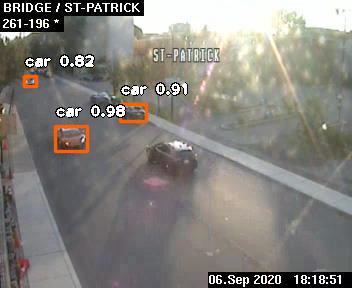 BRIDGE / ST-PATRICK
261-196 *
ST-PATRICK
car 0.82
car 0.91
car 0.98
06.Sep 2020 18:18:51